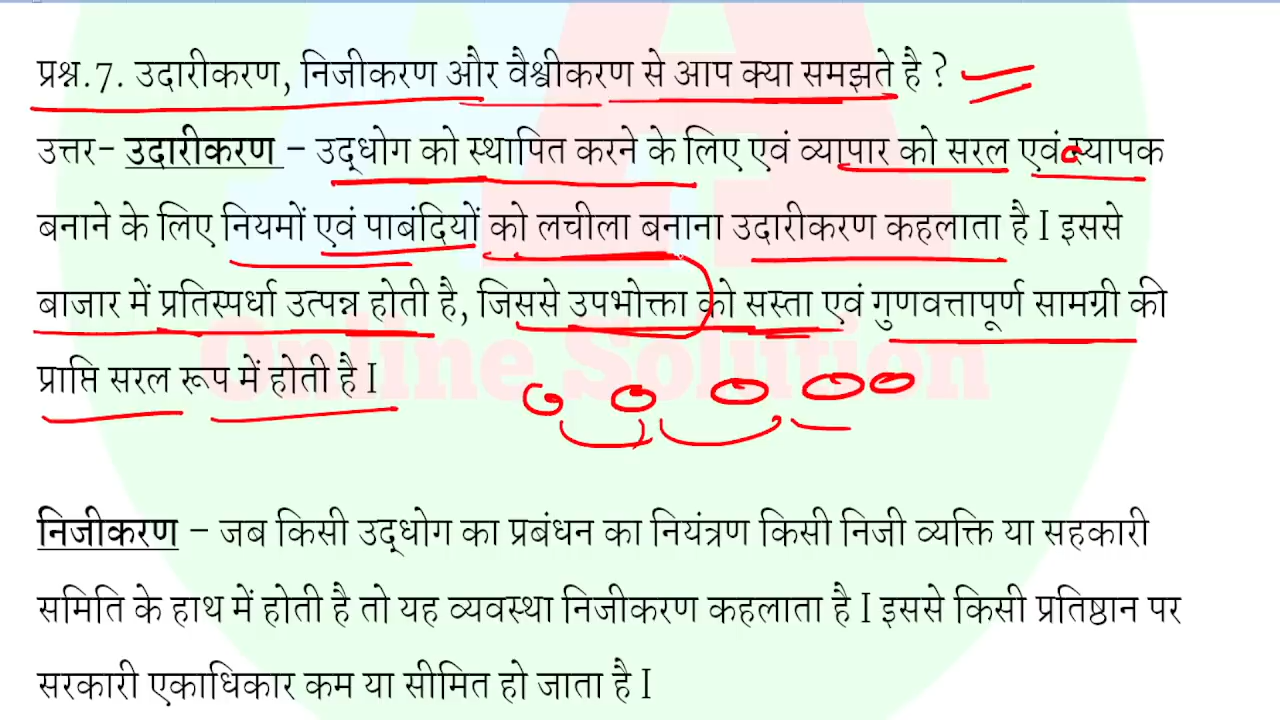 प्रश्न.7. उदारीकरण, निजीकरण और वैश्वीकरण से आप क्या समझते है ?
उत्तर- उदारीकरण - उद्धोग को स्थापित करने के लिए एवं व्यापार को सरल एवं स्यापक
बनाने के लिए नियमों एवं पाबंदियों को लचीला बनाना उदारीकरण कहलाता है I इससे
बाजार में प्रतिस्पर्धा उत्पन्न होती है, जिससे उपभोक्ता को सस्ता एवं गुणवत्तापूर्ण सामग्री की
प्राप्ति सरल रूप में होती है I
Online Solution
निजीकरण - जब किसी उद्धोग का प्रबंधन का नियंत्रण किसी निजी व्यक्ति या सहकारी
समिति के हाथ में होती है तो यह व्यवस्था निजीकरण कहलाता है I इससे किसी प्रतिष्ठान पर
सरकारी एकाधिकार कम या सीमित हो जाता है I